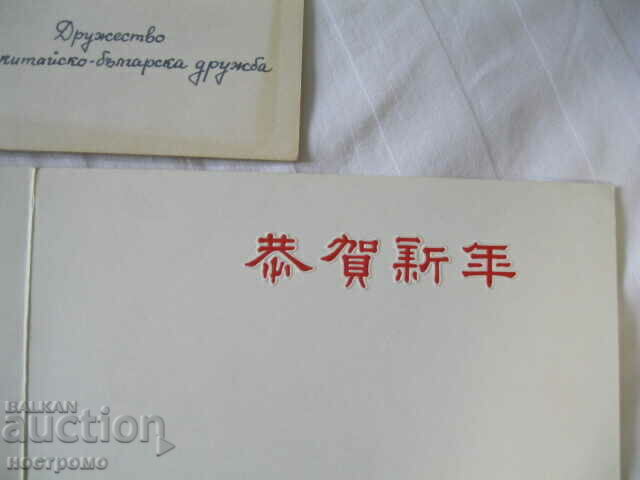 Дружество
китайско-българска дружба
恭賀新年
BALKAN
auction
ностромо